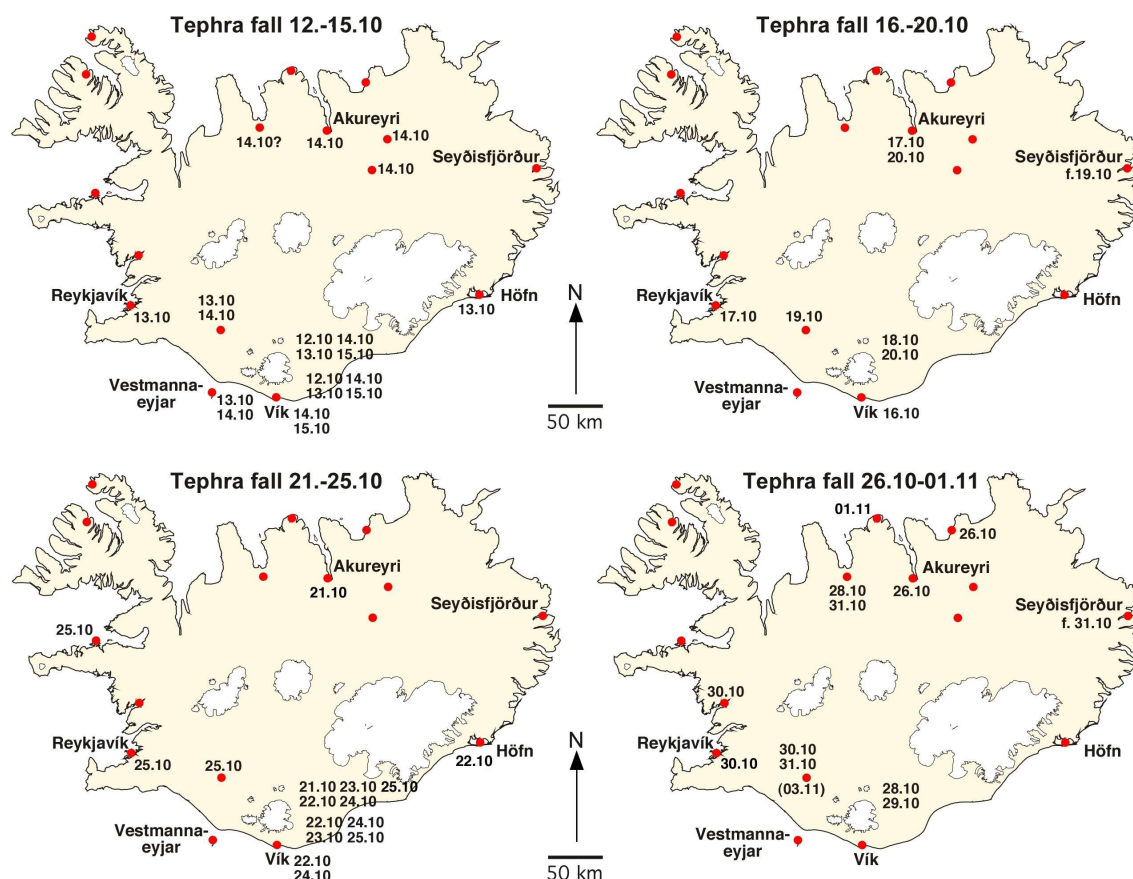 Tephra fall 12.-15.10
Akureyri
14.10?
14.10
14.10
14.10
Seyðisfjörður
Reykjavík
13.10
13.10
14.10
Höfn
13.10
12.10 14.10
13.10 15.10
12.10 14.10
13.10 15.10
Vestmanna-
eyjar
13.10
14.10
Vík
14.10
15.10
N
50 km
Tephra fall 16.-20.10
Akureyri
17.10
20.10
Seyðisfjörður
f.19.10
Reykjavík
17.10
19.10
Höfn
18.10
20.10
Vestmanna-
eyjar
Vík 16.10
Tephra fall 21.-25.10
Akureyri
21.10
Seyðisfjörður
25.10
Reykjavík
25.10
25.10
Höfn
22.10
21.10 23.10 25.10
22.10 24.10
22.10 24.10
23.10 25.10
Vestmanna-
eyjar
Vík
22.10
24.10
N
50 km
Tephra fall 26.10-01.11
01.11
26.10
Akureyri
28.10
31.10
26.10
Seyðisfjörður
f. 31.10
30.10
Reykjavík
30.10
30.10
31.10
(03.11)
Höfn
28.10
29.10
Vestmanna-
eyjar
Vík